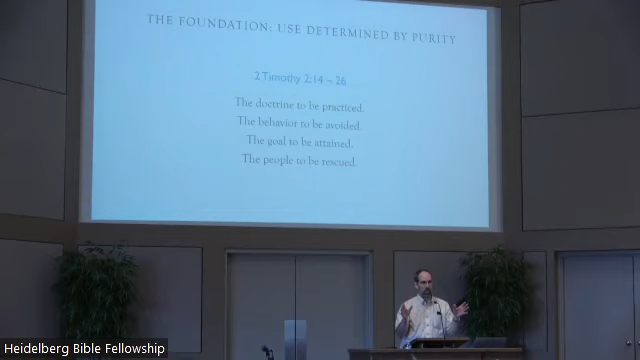 THE FOUNDATION: USE DETERMINED BY PURITY
2 Timothy 2:14 – 26
The doctrine to be practiced.
The behavior to be avoided.
The goal to be attained.
The people to be rescued.
Heidelberg Bible Fellowship